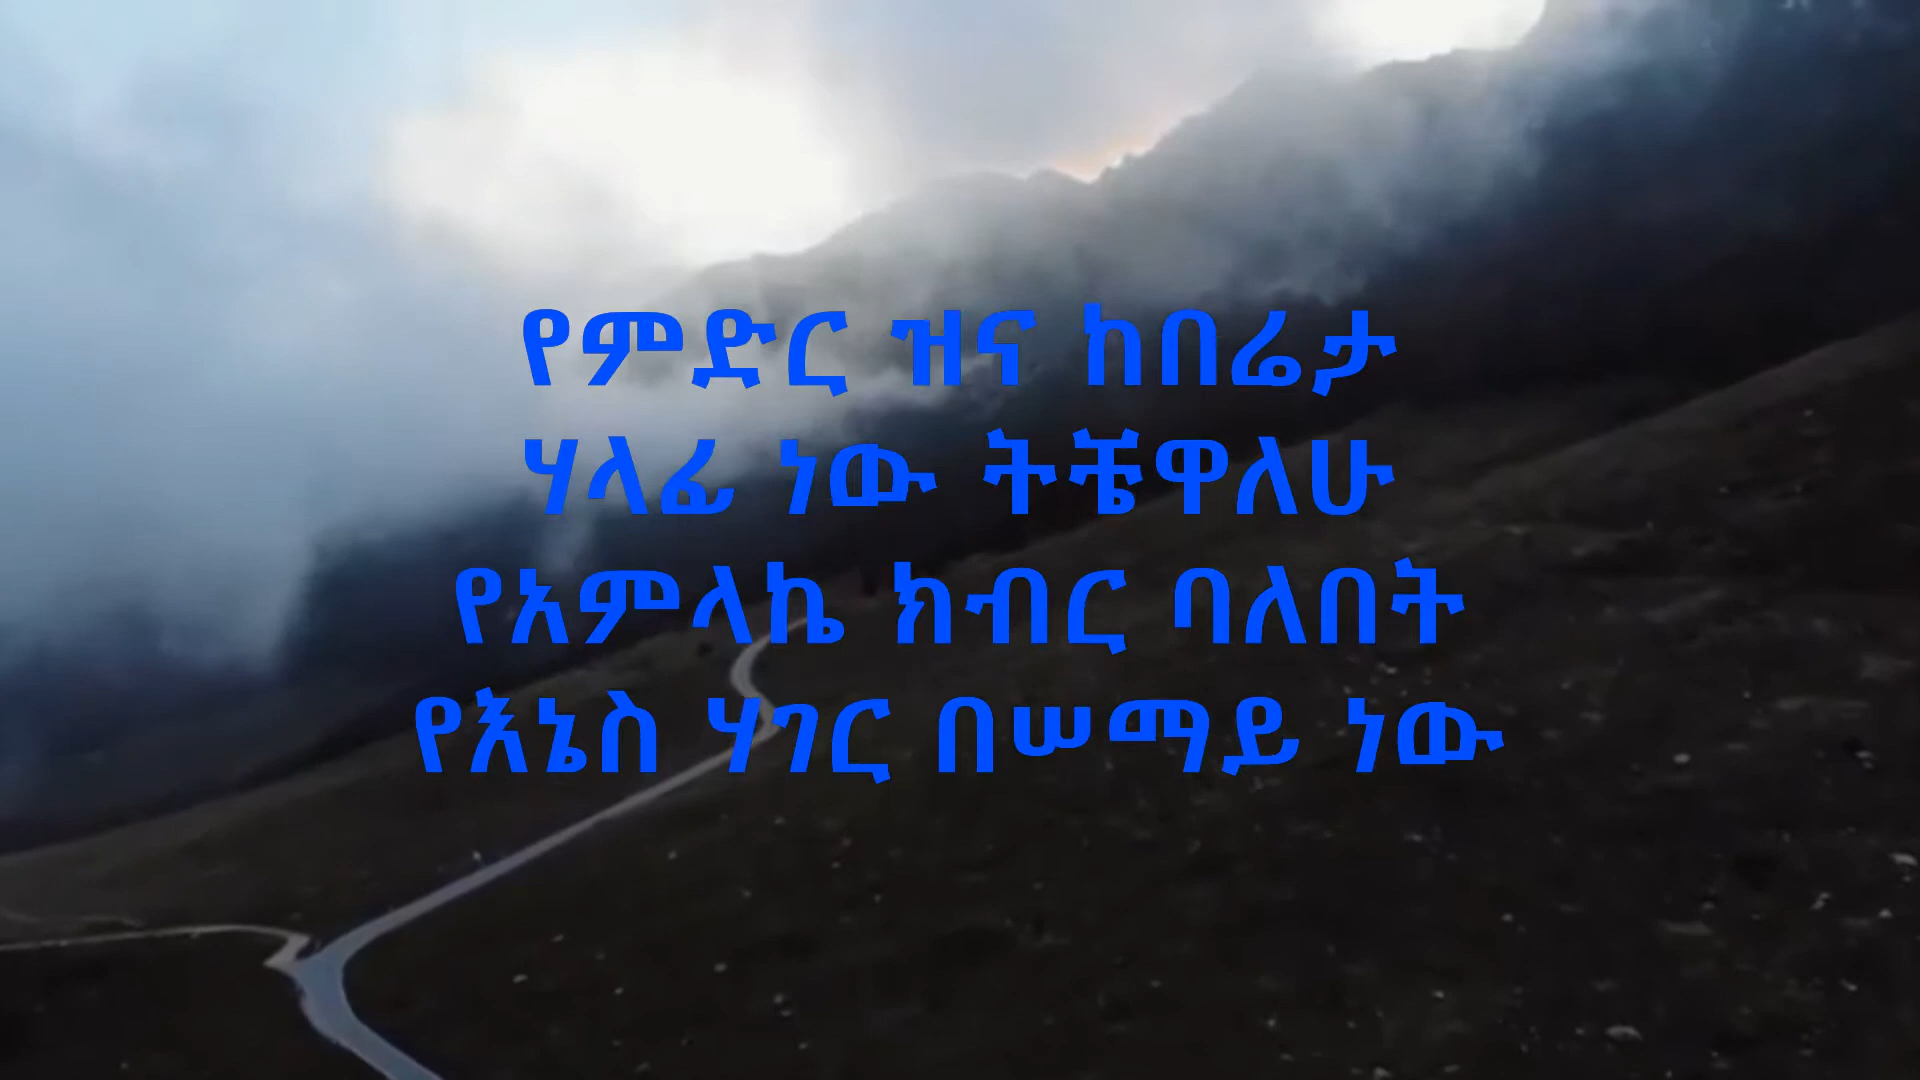 የምድር ዝና ከበሬታ
ሃላፊ ነው ትቼዋለሁ
የአምላኬ ክብር ባለበት
የእኔስ ሃገር በሠማይ ነው